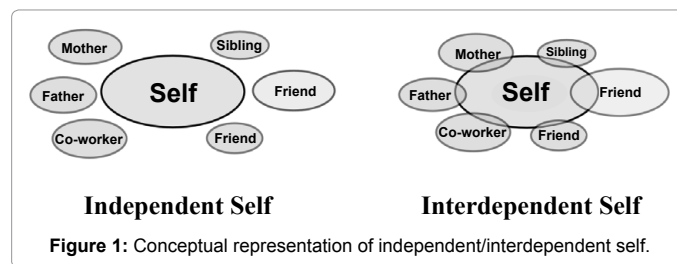 Mother
Sibling
Father
Self
Friend
Co-worker
Friend
Independent Self
Mother
Sibling
Father
Self
Friend
Co-worker
Friend
Interdependent Self
Figure 1: Conceptual representation of independent/interdependent self.